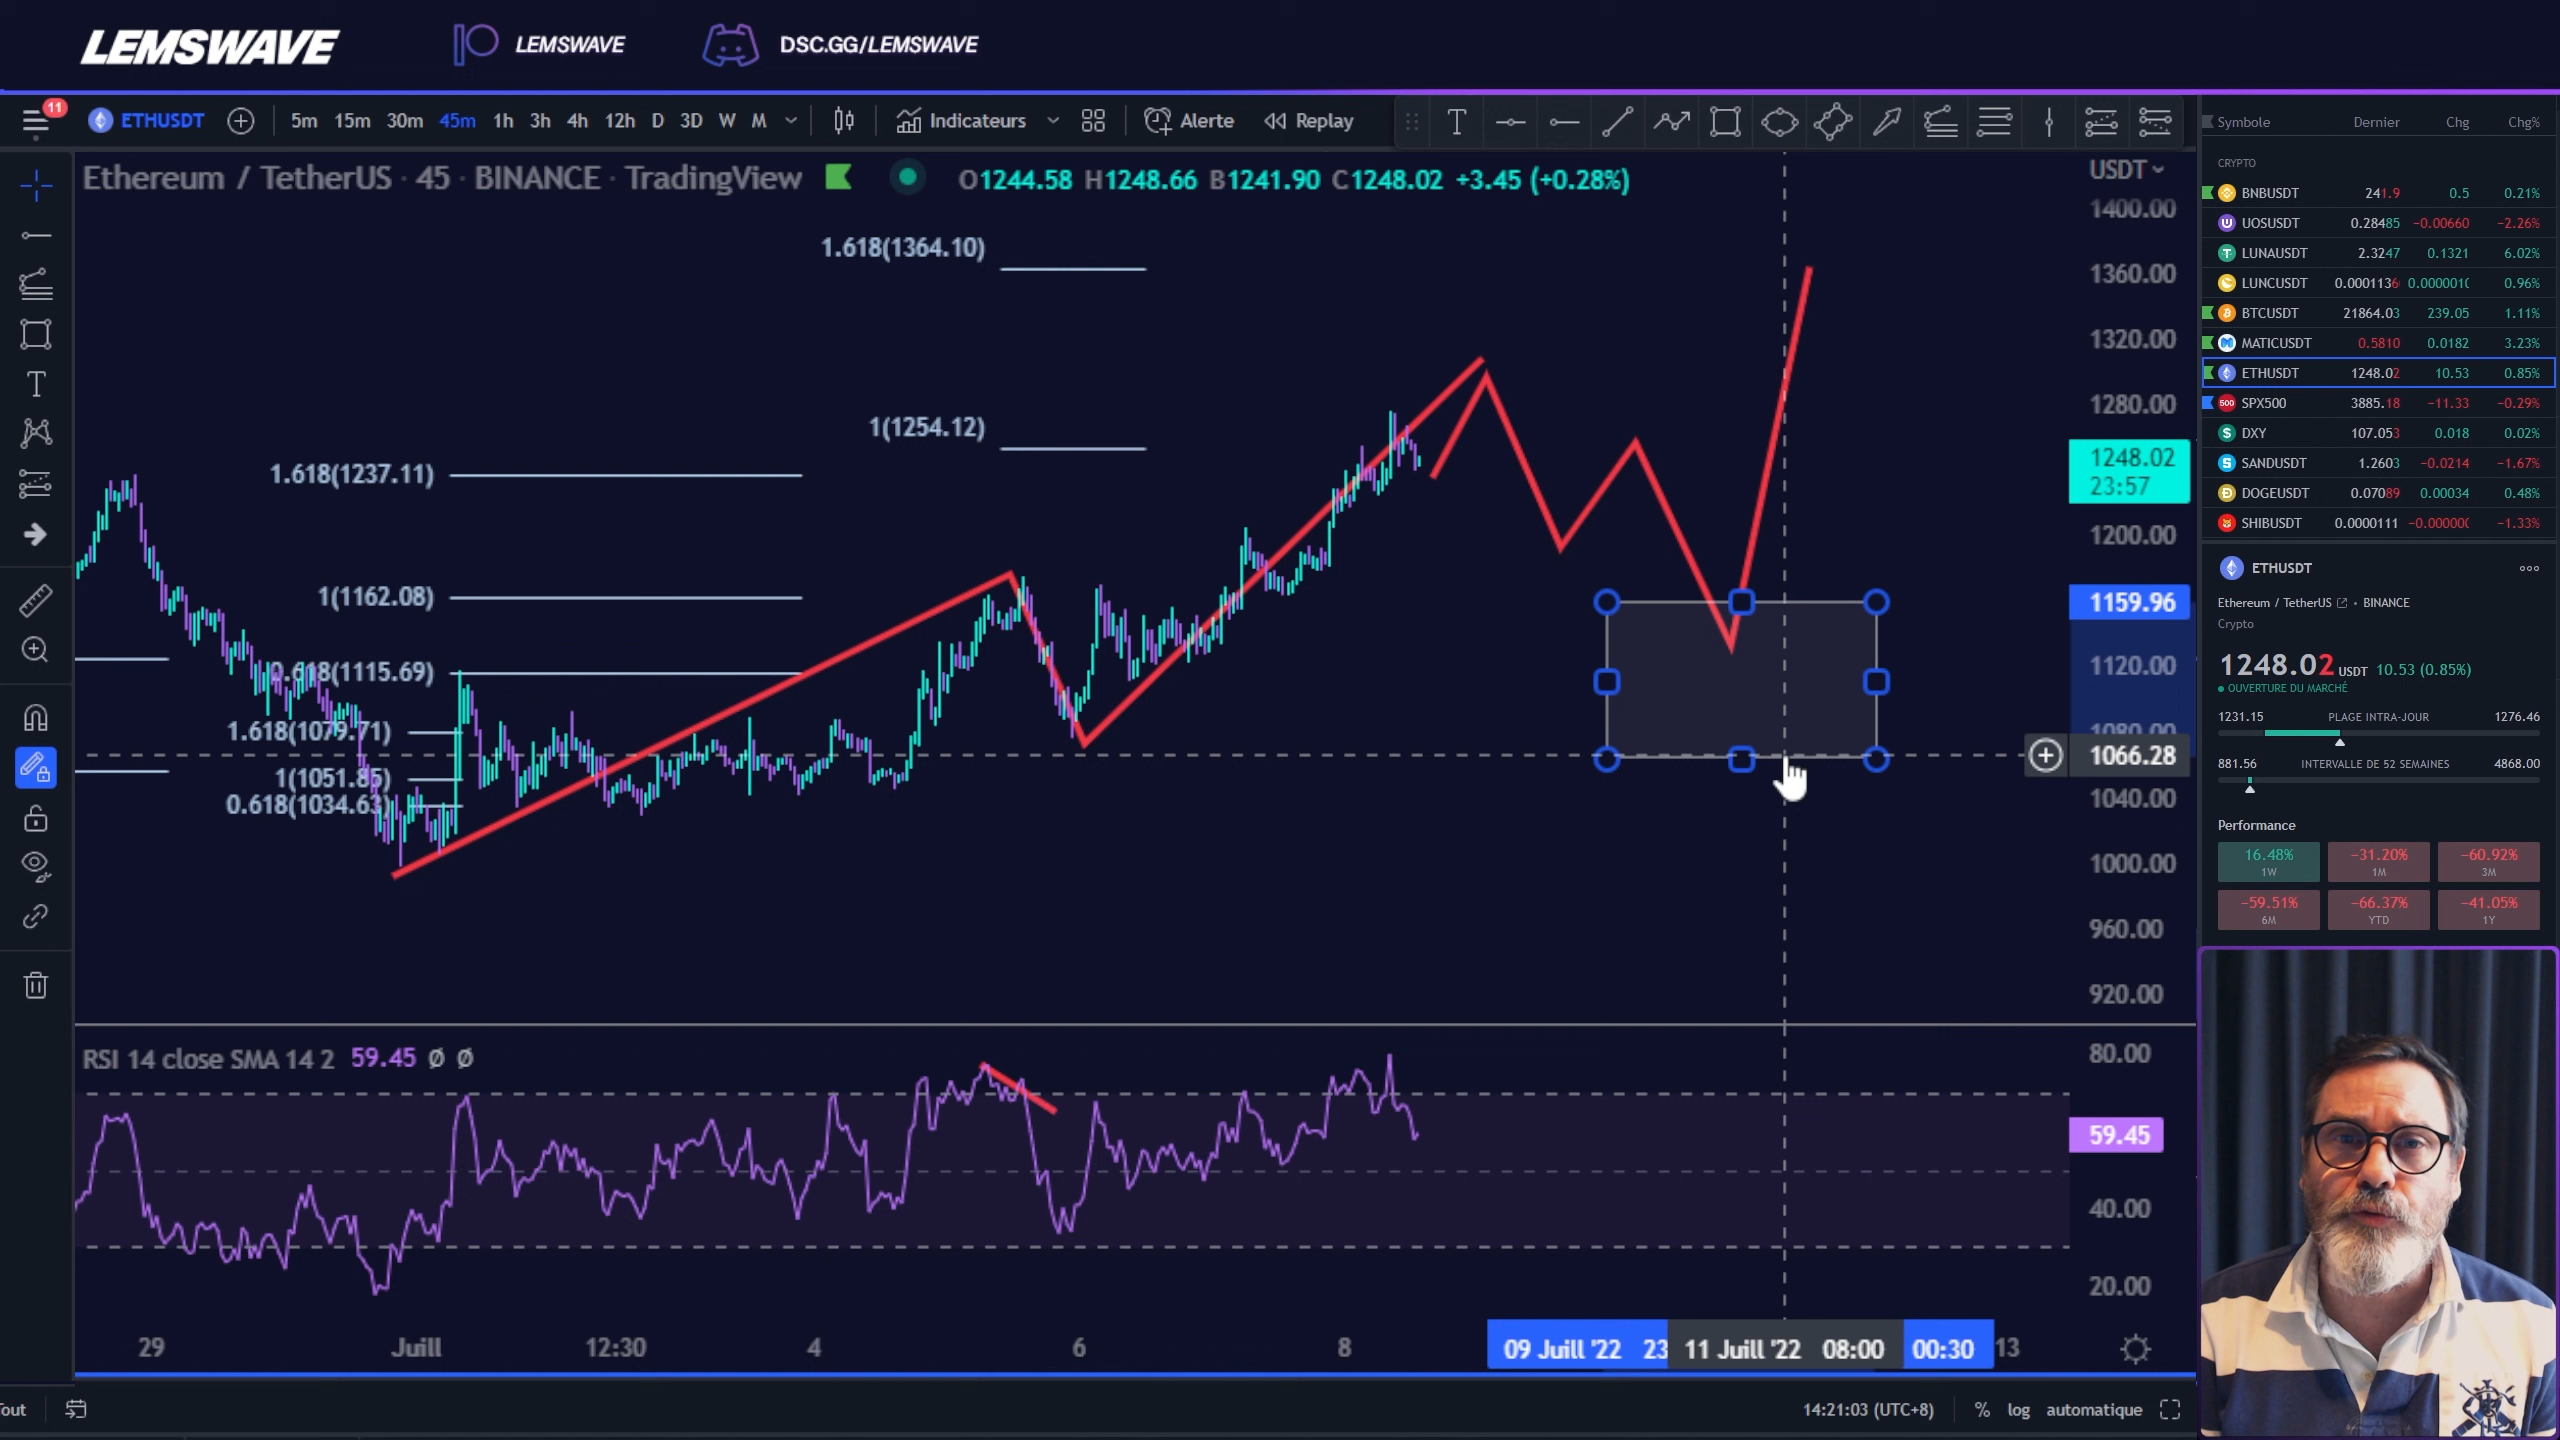 LEMSWAVE
LEMSWAVE
DSC.GG/LEMSWAVE
11
ETHUSDT
5m 15m 30m 45m 1h 3h 4h 12h D 3D W M
Indicateurs
Alerte
Replay
Ethereum / TetherUS · 45 · BINANCE · TradingView
O1244.58 H1248.66 B1241.90 C1248.02 +3.45 (+0.28%)
USDT
1400.00
1360.00
1320.00
1280.00
1248.02
23:57
1200.00
1159.96
1120.00
1080.00
1066.28
1040.00
1000.00
960.00
920.00
1.618(1364.10)
1(1254.12)
1.618(1237.11)
1(1162.08)
0.618(1115.69)
1.618(1079.71)
1(1051.85)
0.618(1034.63)
RSI 14 close SMA 14 2 59.45 Ø Ø
80.00
59.45
40.00
20.00
29 Juill 12:30 4 6 8 09 Juill '22 23 11 Juill '22 08:00 00:30 13
out
14:21:03 (UTC+8) % log automatique
Symbole Dernier Chg Chg%
CRYPTO
BNBUSDT 241.9 0.5 0.21%
UOSUSDT 0.28485 −0.00660 −2.26%
LUNAUSDT 2.3247 0.1321 6.02%
LUNCUSDT 0.0001136 0.000001 0.96%
BTCUSDT 21864.03 239.05 1.11%
MATICUSDT 0.5810 0.0182 3.23%
ETHUSDT 1248.02 10.53 0.85%
500 SPX500 3885.18 −11.33 −0.29%
DXY 107.053 0.018 0.02%
SANDUSDT 1.2603 −0.0214 −1.67%
DOGEUSDT 0.07089 0.00034 0.48%
SHIBUSDT 0.0000111 −0.00000 −1.33%
ETHUSDT
Ethereum / TetherUS • BINANCE
Crypto
1248.02 USDT 10.53 (0.85%)
OUVERTURE DU MARCHÉ
1231.15 PLAGE INTRA-JOUR 1276.46
881.56 INTERVALLE DE 52 SEMAINES 4868.00
Performance
16.48% −31.20% −60.92%
1W 1M 3M
−59.51% −66.37% −41.05%
6M YTD 1Y